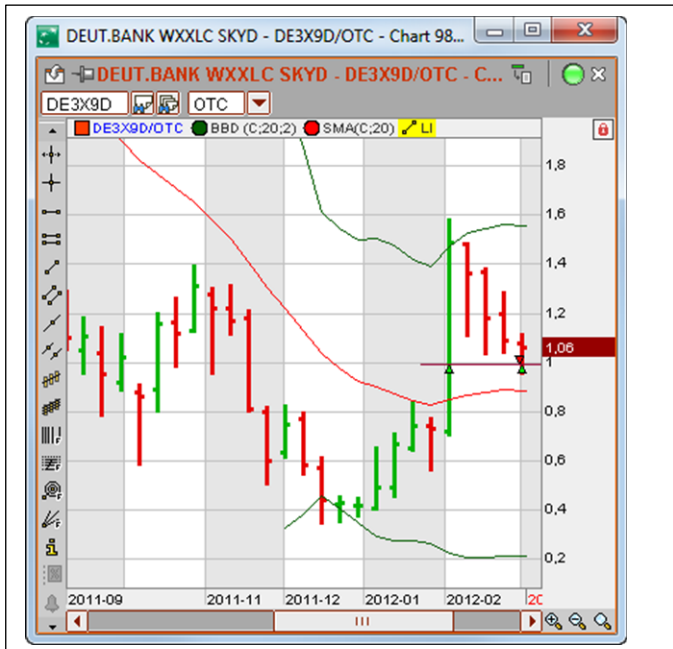 DEUT.BANK WXXLC SKYD - DE3X9D/OTC - Chart 98...
DEUT.BANK WXXLC SKYD - DE3X9D/OTC - C...
DE3X9D OTC
DE3X9D/OTC BBD (C;20;2) SMA(C;20) LI
1,8
1,6
1,4
1,2
1,06
1
0,8
0,6
0,4
0,2
2011-09 2011-11 2011-12 2012-01 2012-02 20